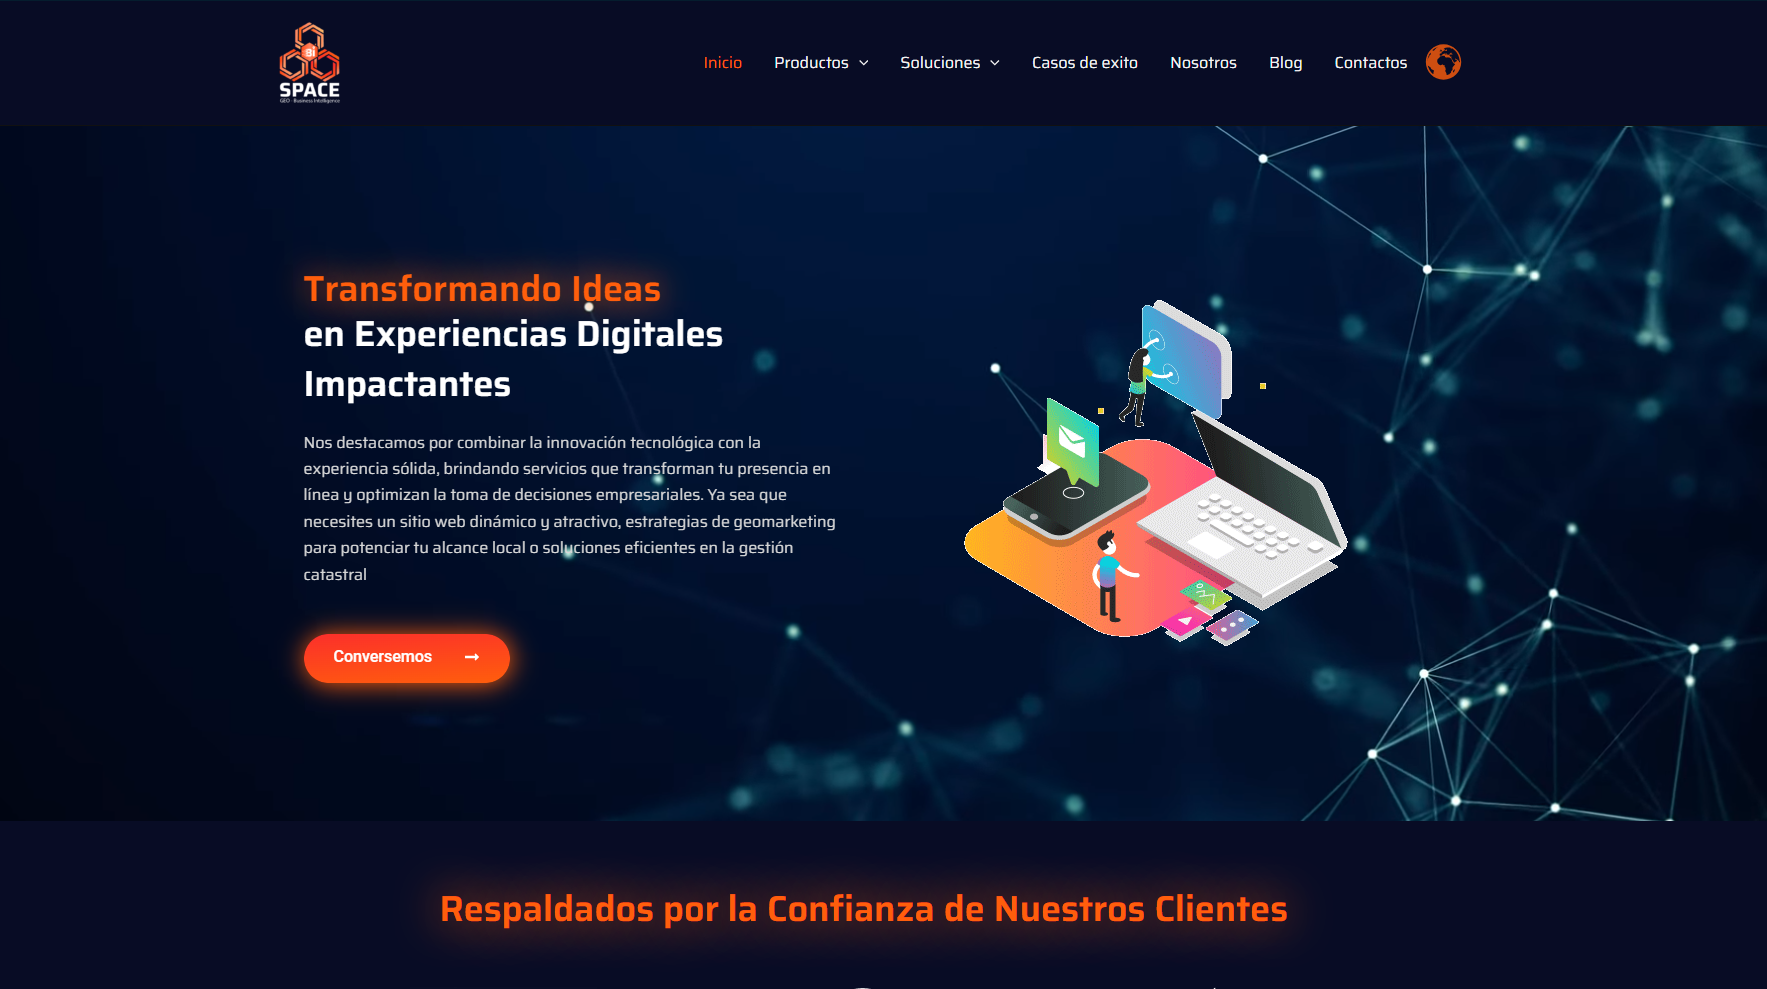 Bi
SPACE
GEO - Business Intelligence
Inicio
Productos
Soluciones
Casos de exito
Nosotros
Blog
Contactos
Transformando Ideas
en Experiencias Digitales
Impactantes
Nos destacamos por combinar la innovación tecnológica con la
experiencia sólida, brindando servicios que transforman tu presencia en
línea y optimizan la toma de decisiones empresariales. Ya sea que
necesites un sitio web dinámico y atractivo, estrategias de geomarketing
para potenciar tu alcance local o soluciones eficientes en la gestión
catastral
Conversemos
Respaldados por la Confianza de Nuestros Clientes